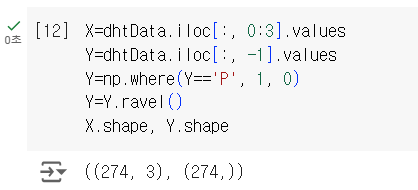 [12] X=dhtData.iloc[:, 0:3].values
0초 Y=dhtData.iloc[:, -1].values
Y=np.where(Y=='P', 1, 0)
Y=Y.ravel()
X.shape, Y.shape
((274, 3), (274,))